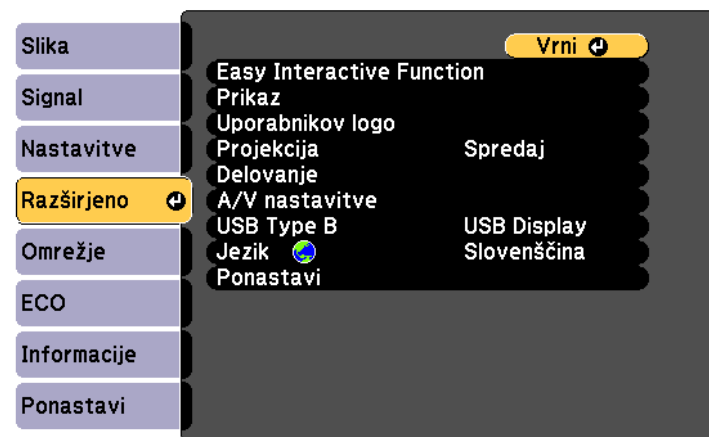 Slika
Signal
Nastavitve
Razširjeno
Omrežje
ECO
Informacije
Ponastavi
Vrni
Easy Interactive Function
Prikaz
Uporabnikov logo
Projekcija Spredaj
Delovanje
A/V nastavitve
USB Type B USB Display
Jezik Slovenščina
Ponastavi